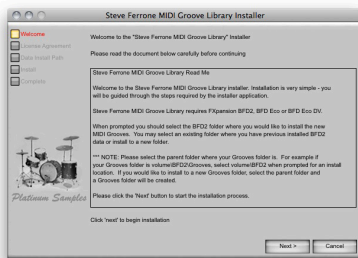 Steve Ferrone MIDI Groove Library Installer
Welcome
License Agreement
Data Install Path
Install
Complete
Platinum Samples
Welcome to the "Steve Ferrone MIDI Groove Library" Installer
Please read the document below carefully before continuing
Steve Ferrone MIDI Groove Library Read Me
Welcome to the Steve Ferrone MIDI Groove Library installer. Installation is very simple - you
will be guided through the steps required by the installer application.
Steve Ferrone MIDI Groove Library requires FXpansion BFD2, BFD Eco or BFD Eco DV.
When prompted you should select the BFD2 folder where you would like to install the new
MIDI Grooves. You may select an existing folder where you have previous installed BFD2
data or install to a new folder.
*** NOTE: Please select the parent folder where your Grooves folder is. For example if
your Grooves folder is volume\BFD2\Grooves, select volume\BFD2 when prompted for an install
location. If you would like to install to a new Grooves folder, select the parent folder and
a Grooves folder will be created.
Please click the 'Next' button to start the installation process.
Click 'next' to begin installation
Next >
Cancel